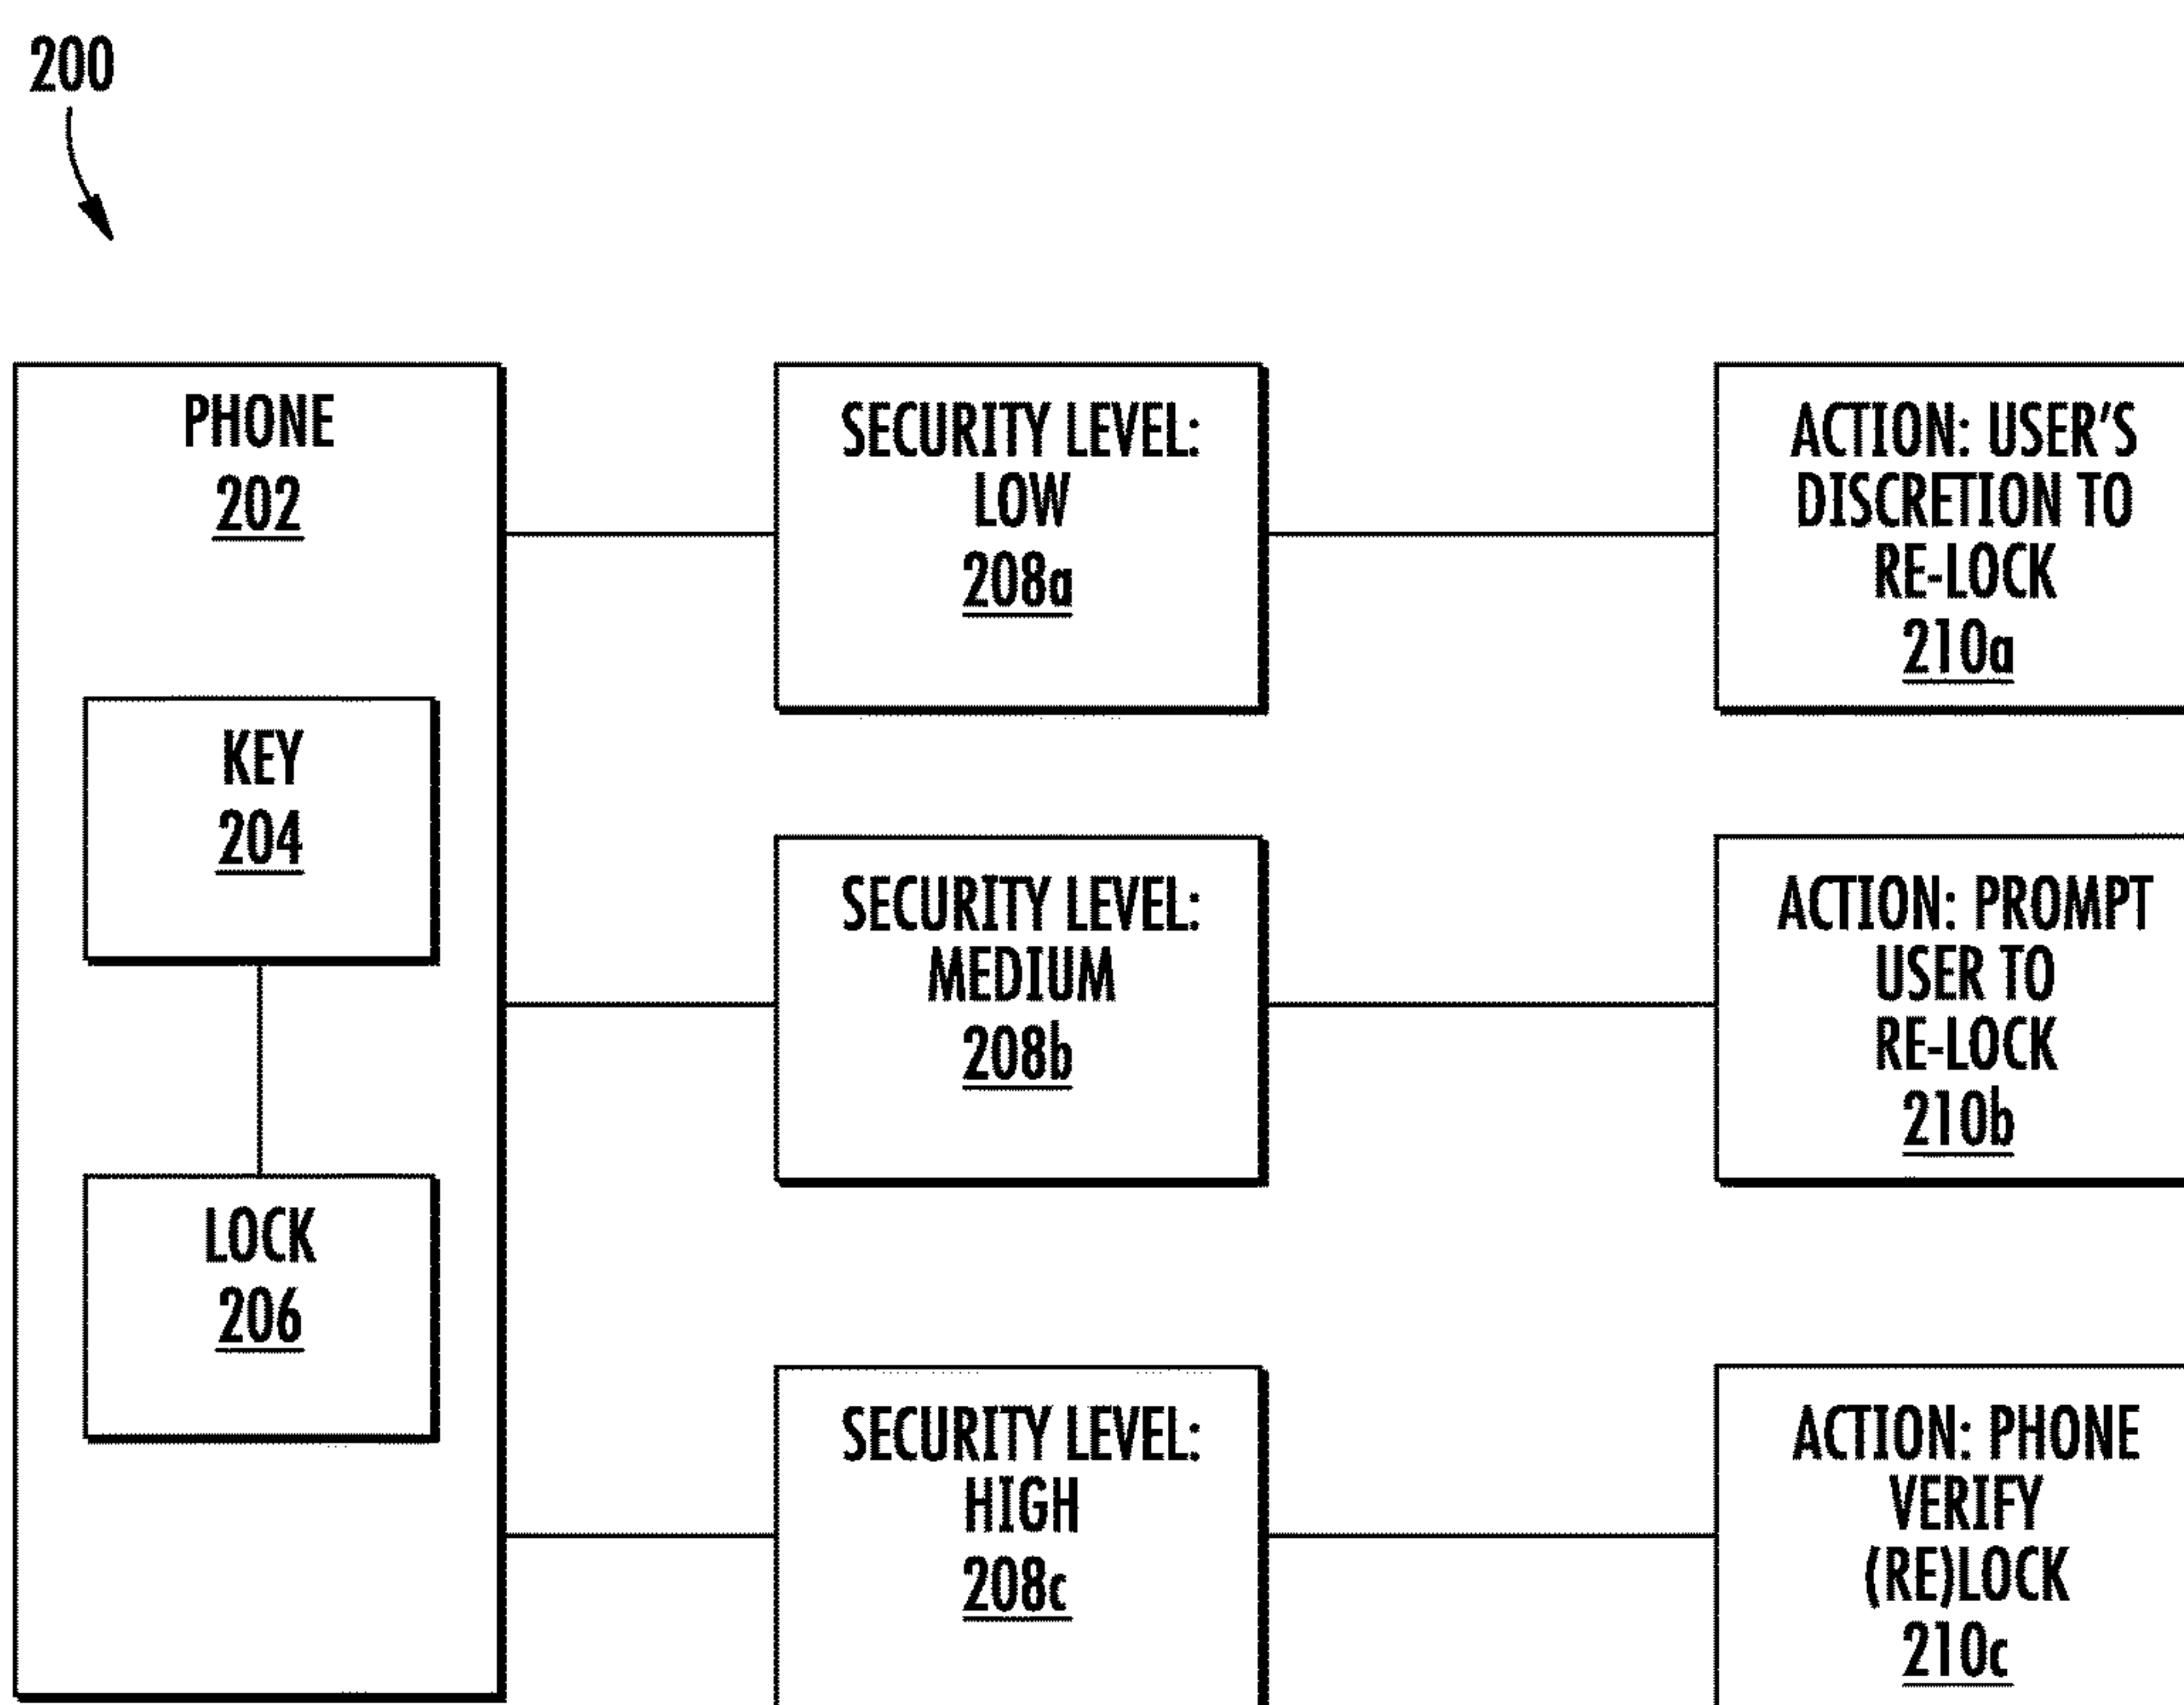 200
PHONE
202
KEY
204
LOCK
206
SECURITY LEVEL:
LOW
208a
SECURITY LEVEL:
MEDIUM
208b
SECURITY LEVEL:
HIGH
208c
ACTION: USER'S
DISCRETION TO
RE-LOCK
210a
ACTION: PROMPT
USER TO
RE-LOCK
210b
ACTION: PHONE
VERIFY
(RE)LOCK
210c